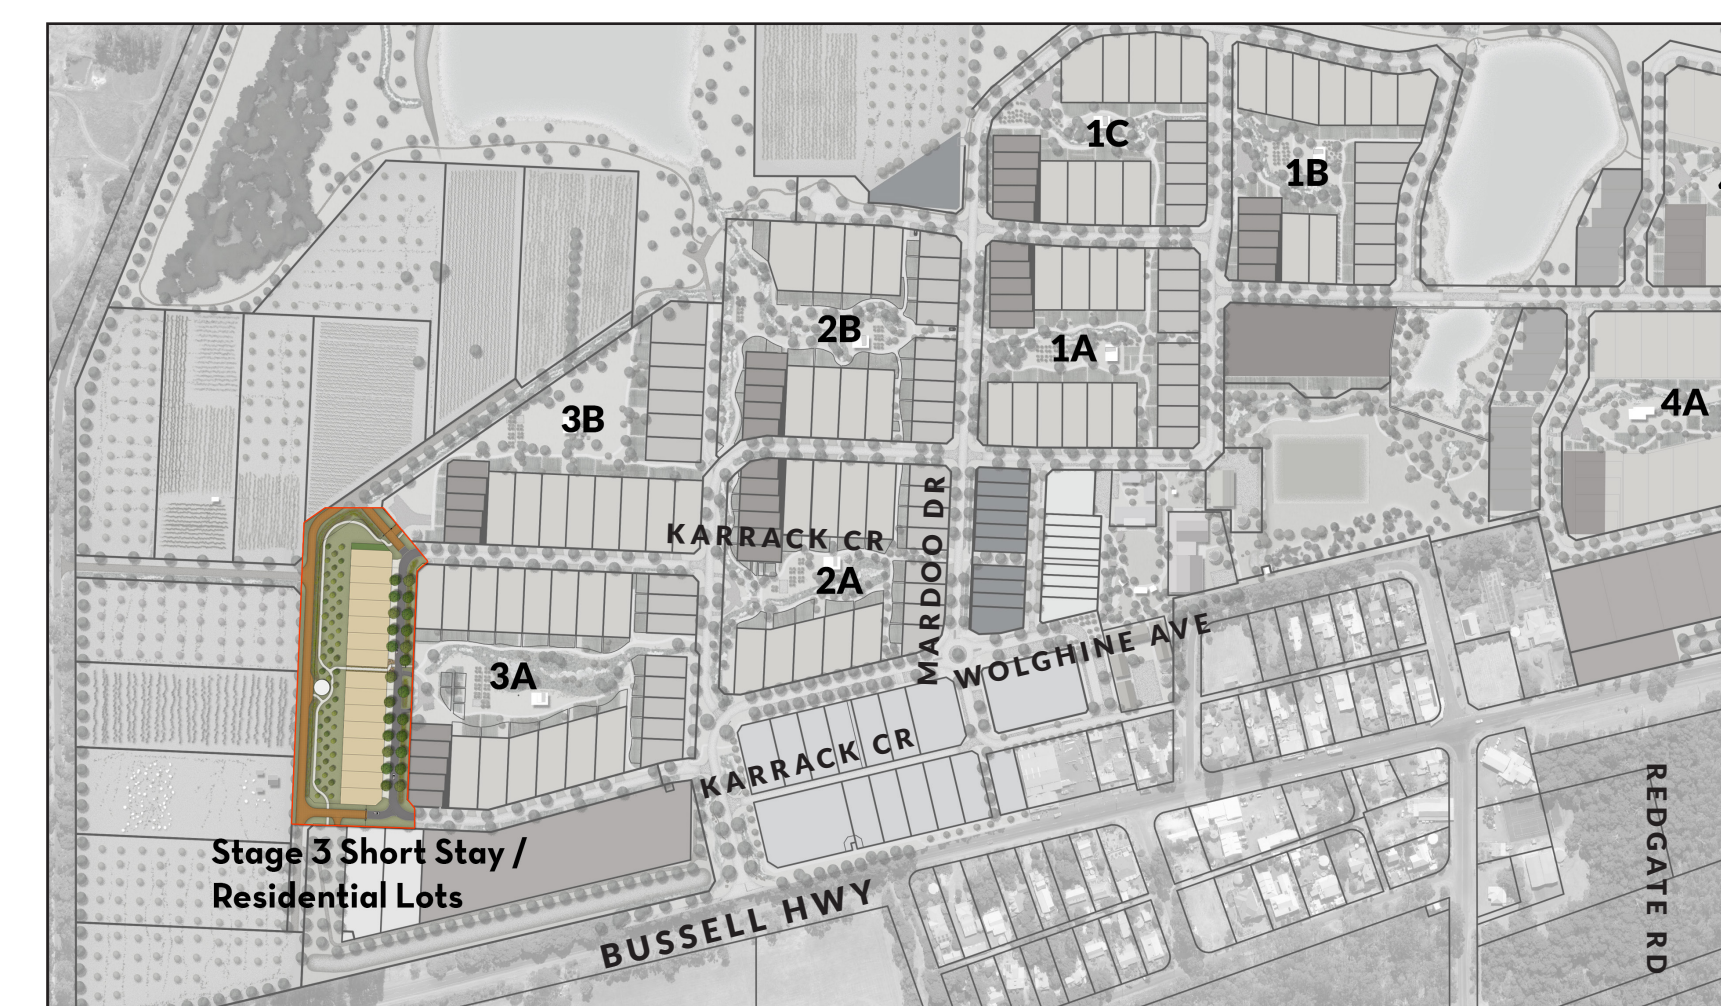 1C
1B
2B
1A
3B
4A
KARRACK CR
MARDOO DR
2A
WOLGHINE AVE
3A
KARRACK CR
REDGATE RD
Stage 3 Short Stay /
Residential Lots
BUSSELL HWY